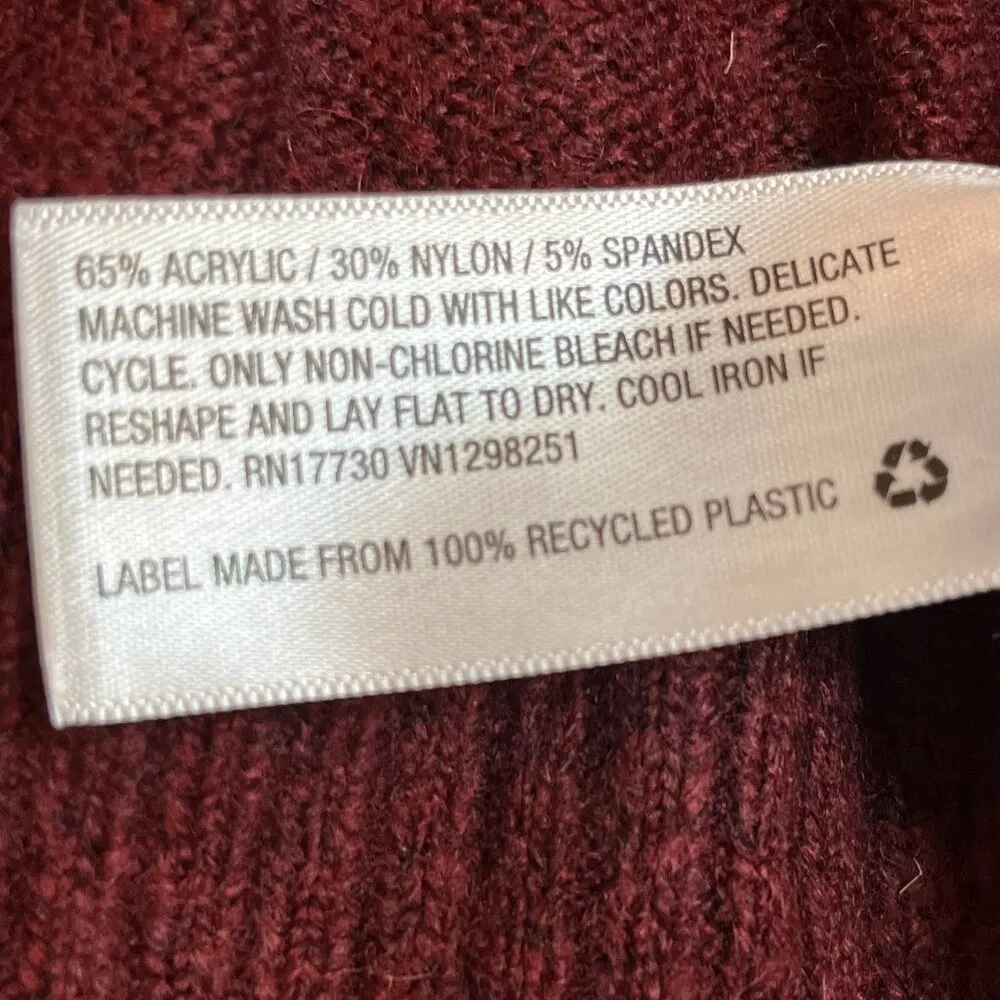 65% ACRYLIC / 30% NYLON / 5% SPANDEX
MACHINE WASH COLD WITH LIKE COLORS. DELICATE
CYCLE. ONLY NON-CHLORINE BLEACH IF NEEDED.
RESHAPE AND LAY FLAT TO DRY. COOL IRON IF
NEEDED. RN17730 VN1298251
LABEL MADE FROM 100% RECYCLED PLASTIC